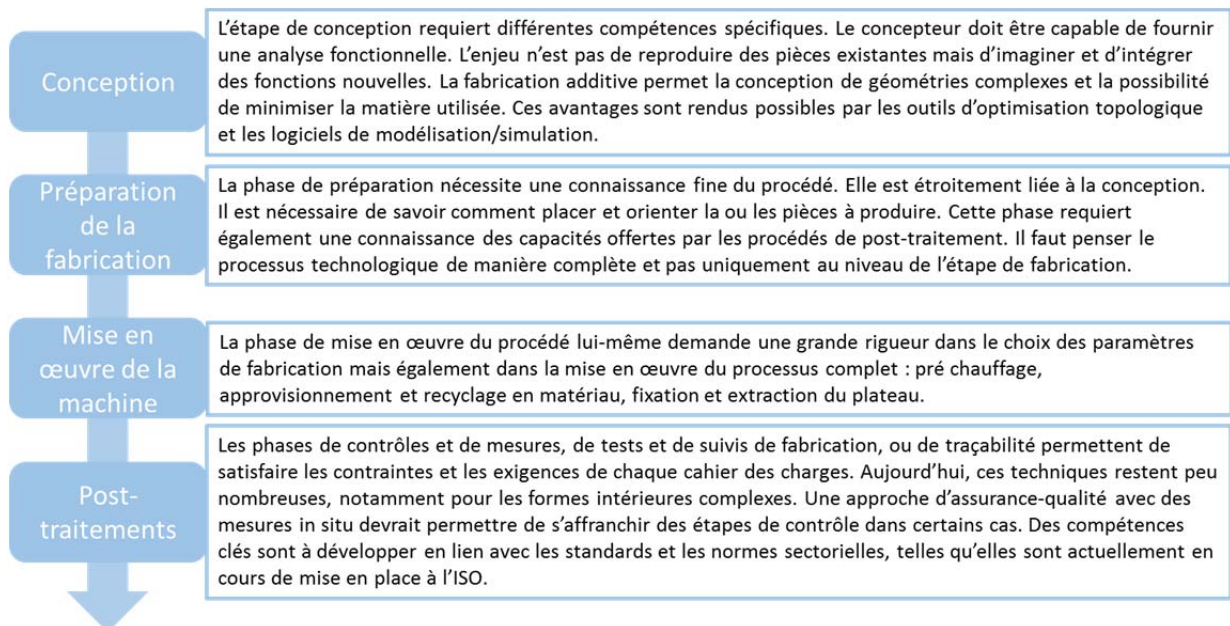 Conception
L’étape de conception requiert différentes compétences spécifiques. Le concepteur doit être capable de fournir
une analyse fonctionnelle. L’enjeu n’est pas de reproduire des pièces existantes mais d’imaginer et d’intégrer
des fonctions nouvelles. La fabrication additive permet la conception de géométries complexes et la possibilité
de minimiser la matière utilisée. Ces avantages sont rendus possibles par les outils d’optimisation topologique
et les logiciels de modélisation/simulation.
Préparation
de la
fabrication
La phase de préparation nécessite une connaissance fine du procédé. Elle est étroitement liée à la conception.
Il est nécessaire de savoir comment placer et orienter la ou les pièces à produire. Cette phase requiert
également une connaissance des capacités offertes par les procédés de post-traitement. Il faut penser le
processus technologique de manière complète et pas uniquement au niveau de l’étape de fabrication.
Mise en
œuvre de la
machine
La phase de mise en œuvre du procédé lui-même demande une grande rigueur dans le choix des paramètres
de fabrication mais également dans la mise en œuvre du processus complet : pré chauffage,
approvisionnement et recyclage en matériau, fixation et extraction du plateau.
Post-
traitements
Les phases de contrôles et de mesures, de tests et de suivis de fabrication, ou de traçabilité permettent de
satisfaire les contraintes et les exigences de chaque cahier des charges. Aujourd’hui, ces techniques restent peu
nombreuses, notamment pour les formes intérieures complexes. Une approche d’assurance-qualité avec des
mesures in situ devrait permettre de s’affranchir des étapes de contrôle dans certains cas. Des compétences
clés sont à développer en lien avec les standards et les normes sectorielles, telles qu’elles sont actuellement en
cours de mise en place à l’ISO.